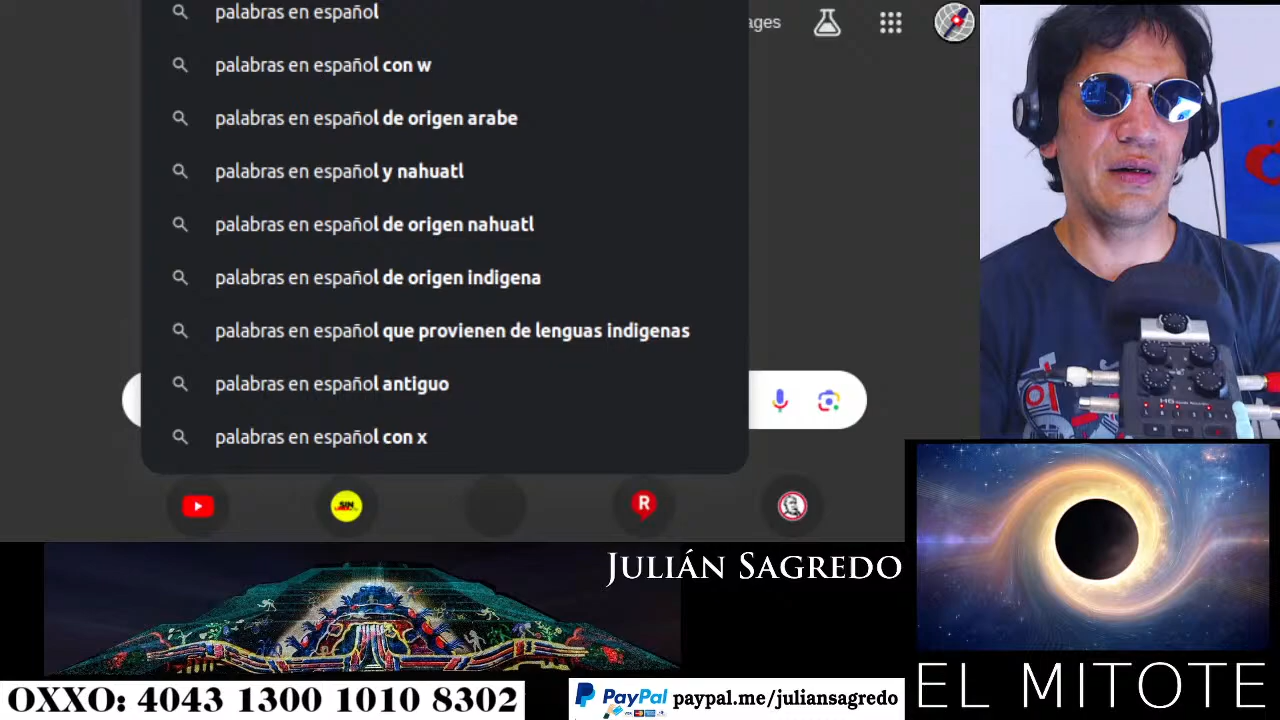 palabras en español
ages
palabras en español con w
palabras en español de origen arabe
palabras en español y nahuatl
palabras en español de origen nahuatl
palabras en español de origen indigena
palabras en español que provienen de lenguas indigenas
palabras en español antiguo
palabras en español con x
R
JULIÁN SAGREDO
OXXO: 4043 1300 1010 8302
PayPal paypal.me/juliansagredo
EL MITOTE